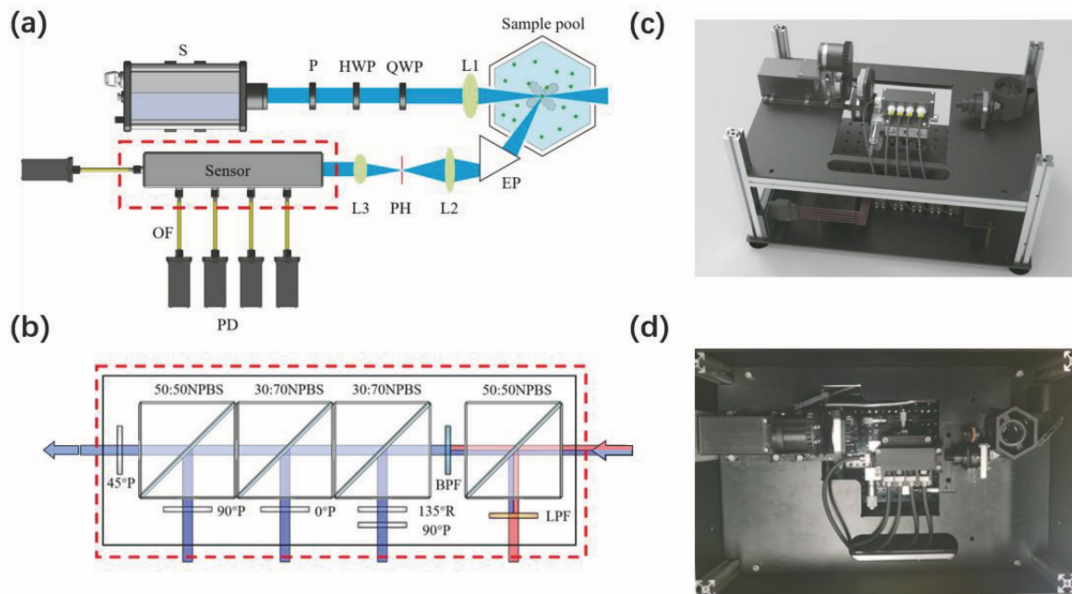 (a)
S
P
HWP
QWP
L1
Sample pool
Sensor
L3
PH
L2
EP
OF
PD
(b)
50:50NPBS
30:70NPBS
30:70NPBS
50:50NPBS
45°P
90°P
0°P
135°R
90°P
BPF
LPF
(c)
(d)